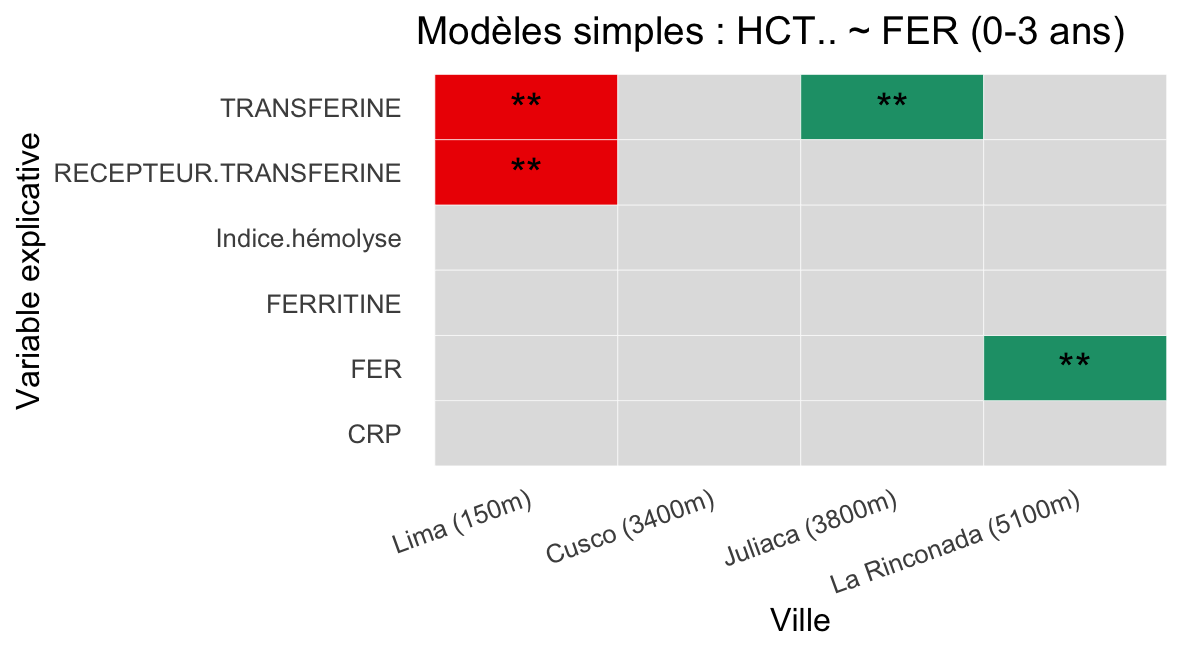 Modèles simples : HCT.. ~ FER (0-3 ans)
Variable explicative
TRANSFERINE
** **
RECEPTEUR.TRANSFERINE
**
Indice.hémolyse
FERRITINE
FER
**
CRP
Lima (150m)
Cusco (3400m)
Juliaca (3800m)
La Rinconada (5100m)
Ville